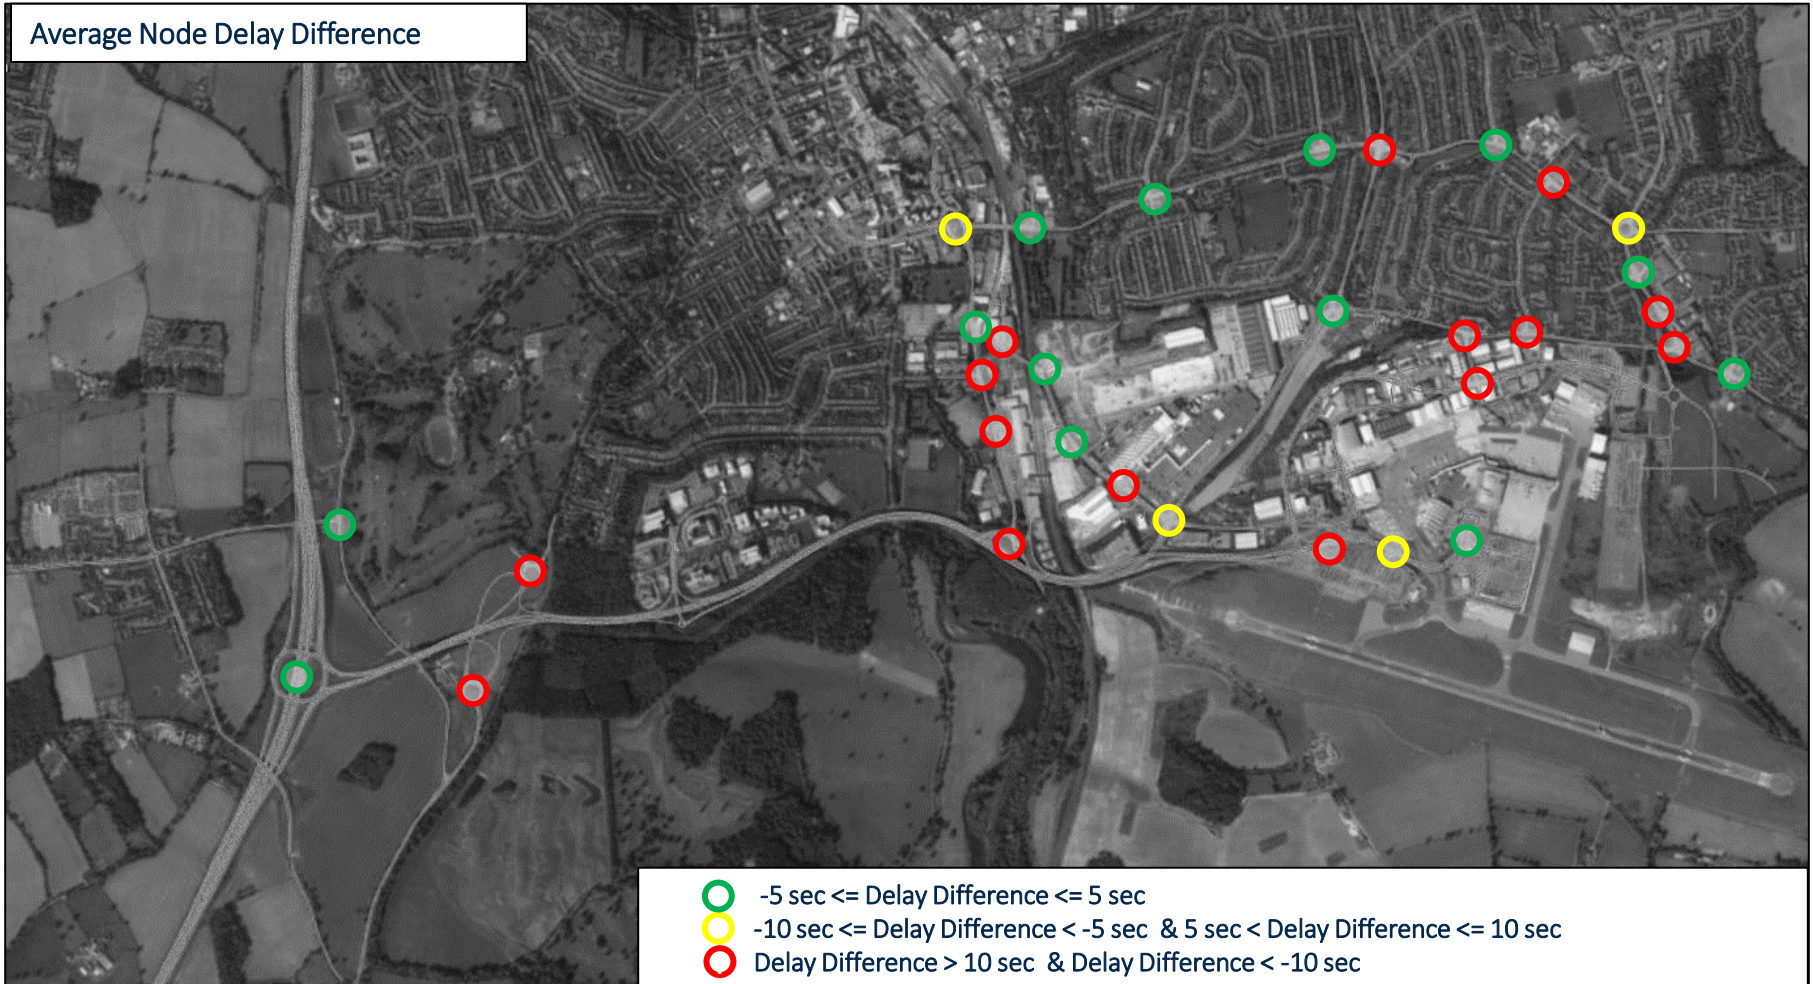 Average Node Delay Difference
-5 sec <= Delay Difference <= 5 sec
-10 sec <= Delay Difference < -5 sec & 5 sec < Delay Difference <= 10 sec
Delay Difference > 10 sec & Delay Difference < -10 sec